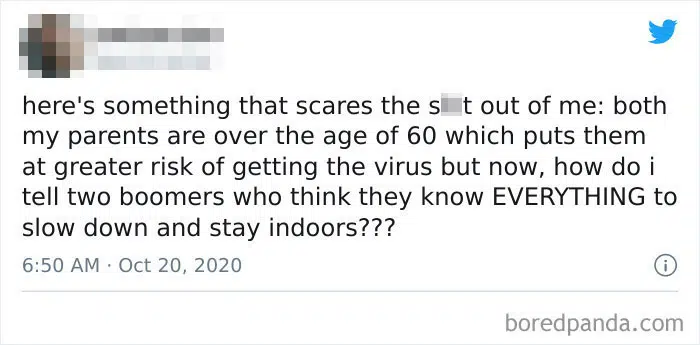 here's something that scares the s t out of me: both
my parents are over the age of 60 which puts them
at greater risk of getting the virus but now, how do i
tell two boomers who think they know EVERYTHING to
slow down and stay indoors???
6:50 AM · Oct 20, 2020
boredpanda.com